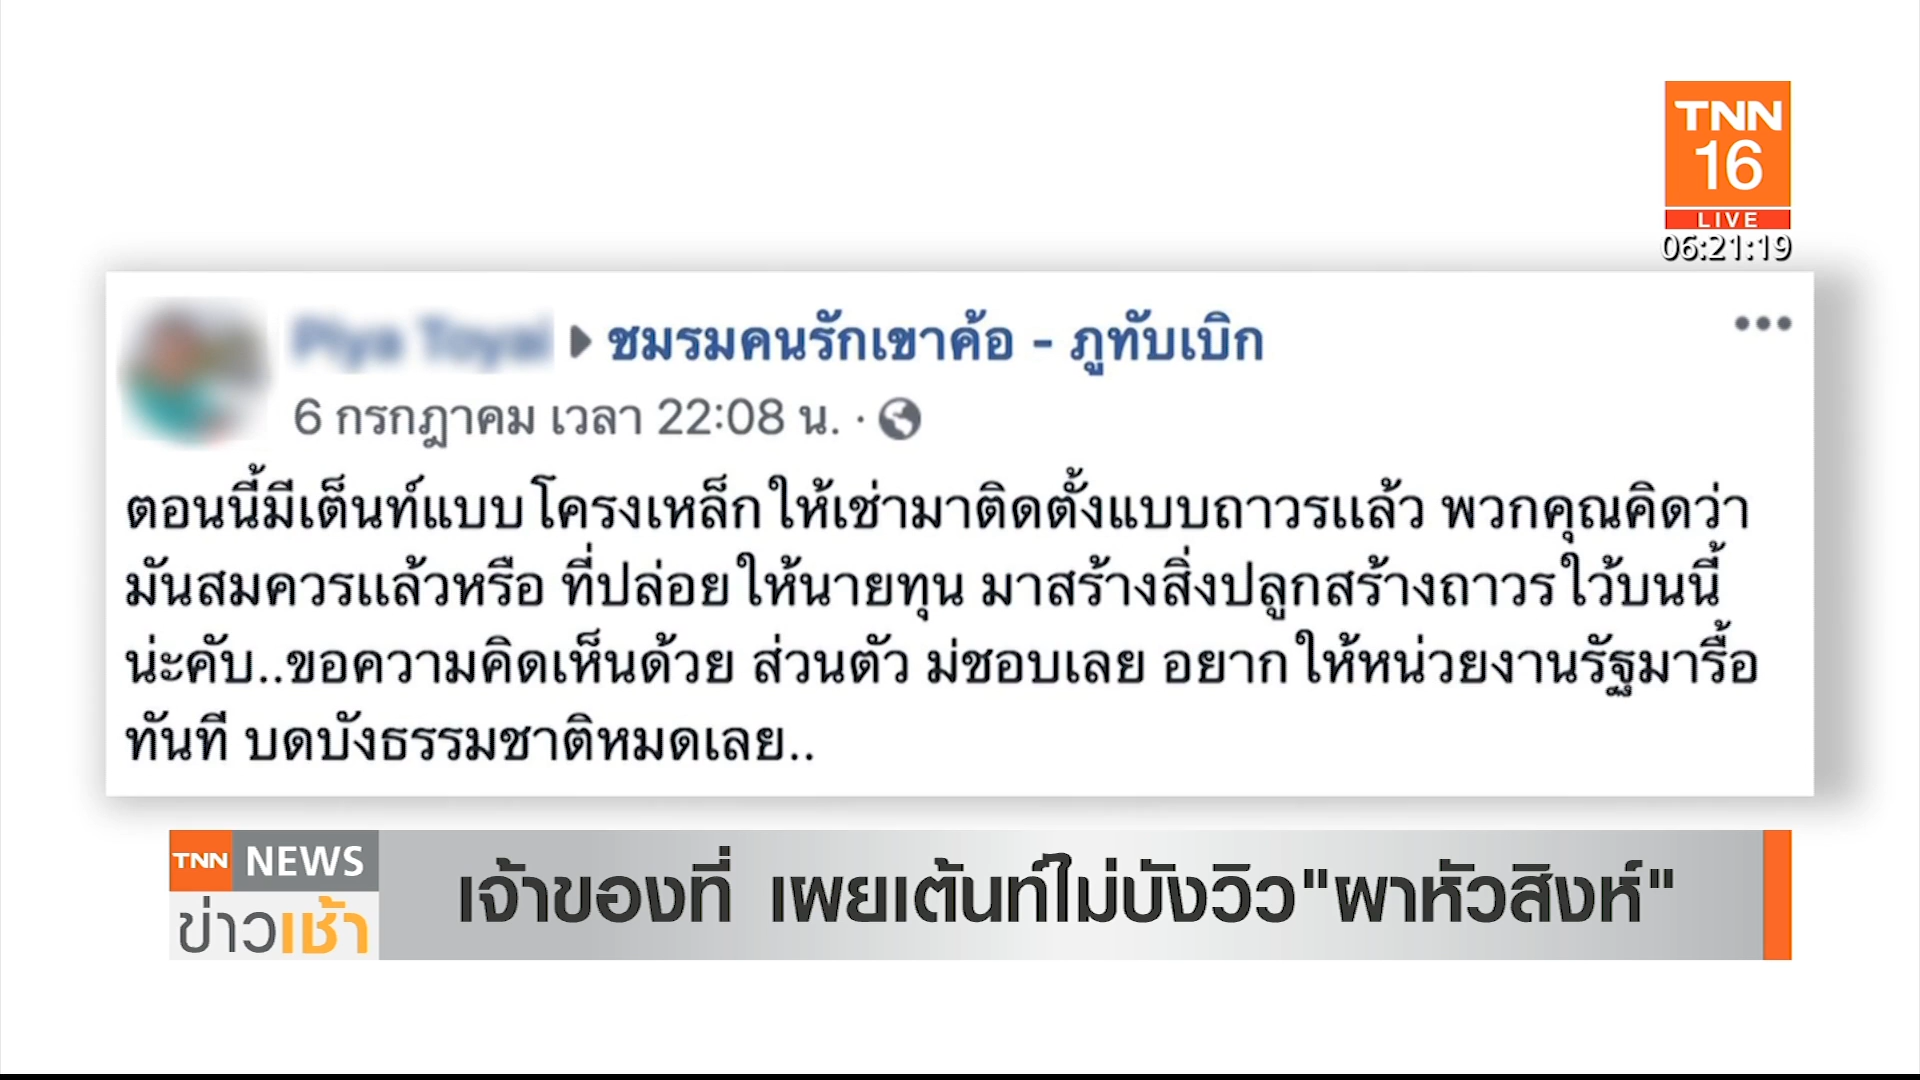 TNN
16
LIVE
06:21:19
ชมรมคนรักเขาค้อ - ภูทับเบิก
6 กรกฎาคม เวลา 22:08 น. ·
ตอนนี้มีเต็นท์แบบโครงเหล็กให้เช่ามาติดตั้งแบบถาวรแล้ว พวกคุณคิดว่า
มันสมควรแล้วหรือ ที่ปล่อยให้นายทุน มาสร้างสิ่งปลูกสร้างถาวรใว้บนนี้
น่ะคับ..ขอความคิดเห็นด้วย ส่วนตัว ม่ชอบเลย อยากให้หน่วยงานรัฐมารื้อ
ทันที บดบังธรรมชาติหมดเลย..
TNN NEWS
ข่าวเช้า
เจ้าของที่ เผยเต้นท์ไม่บังวิว"ผาหัวสิงห์"